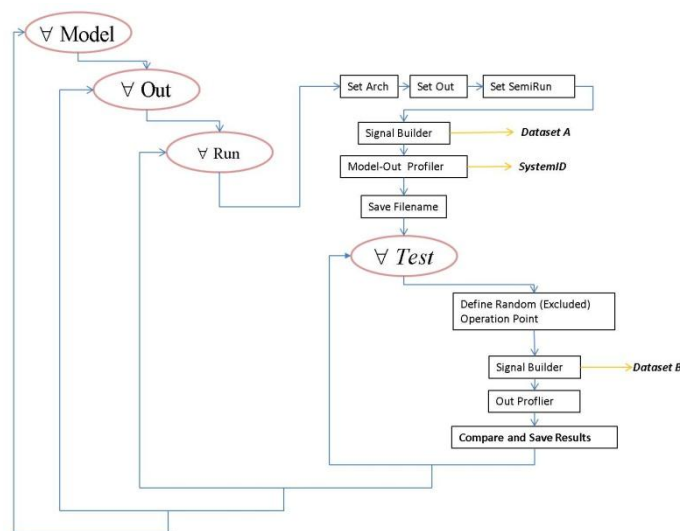 ∀ Model
∀ Out
∀ Run
Set Arch
Set Out
Set SemiRun
Signal Builder
Dataset A
Model-Out Profiler
SystemID
Save Filename
∀ Test
Define Random (Excluded)
Operation Point
Signal Builder
Dataset B
Out Proflier
Compare and Save Results